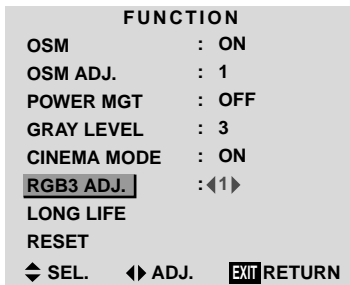 FUNCTION
OSM : ON
OSM ADJ. : 1
POWER MGT : OFF
GRAY LEVEL : 3
CINEMA MODE : ON
RGB3 ADJ. : 1
LONG LIFE
RESET
SEL. ADJ. EXIT RETURN